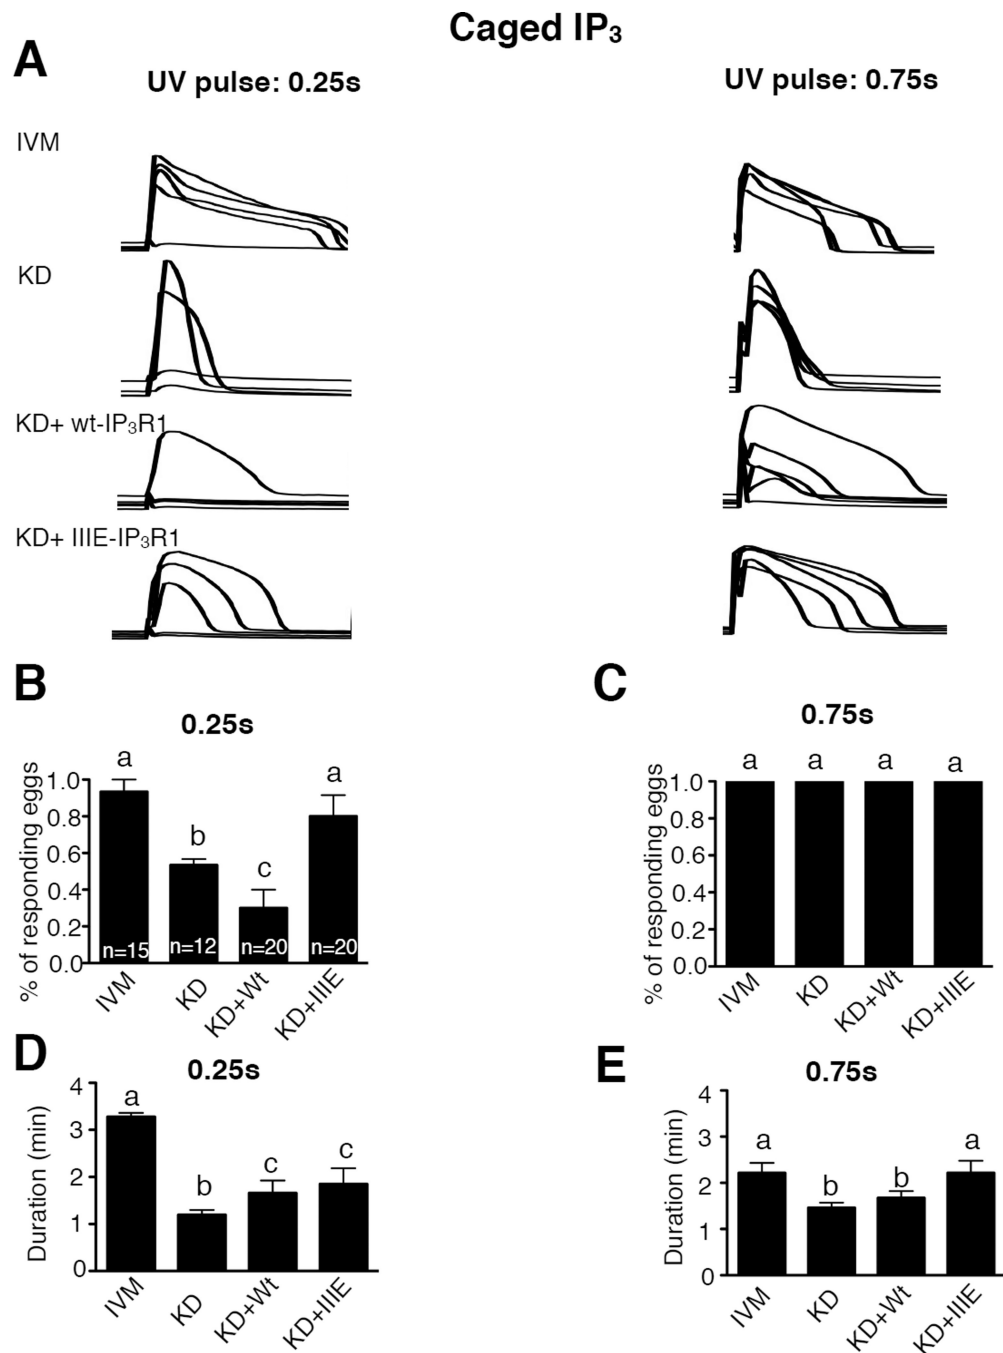 Caged IP₃
A
UV pulse: 0.25s
UV pulse: 0.75s
IVM
KD
KD+ wt-IP₃R1
KD+ IIIE-IP₃R1
B
0.25s
% of responding eggs
1.0
0.8
0.6
0.4
0.2
0.0
a
b
c
a
n=15
n=12
n=20
n=20
IVM
KD
KD+Wt
KD+IIIE
C
0.75s
% of responding eggs
1.0
0.8
0.6
0.4
0.2
0.0
a
a
a
a
IVM
KD
KD+Wt
KD+IIIE
D
0.25s
Duration (min)
4
3
2
1
0
a
b
c
c
IVM
KD
KD+Wt
KD+IIIE
E
0.75s
Duration (min)
4
3
2
1
0
a
b
b
a
IVM
KD
KD+Wt
KD+IIIE